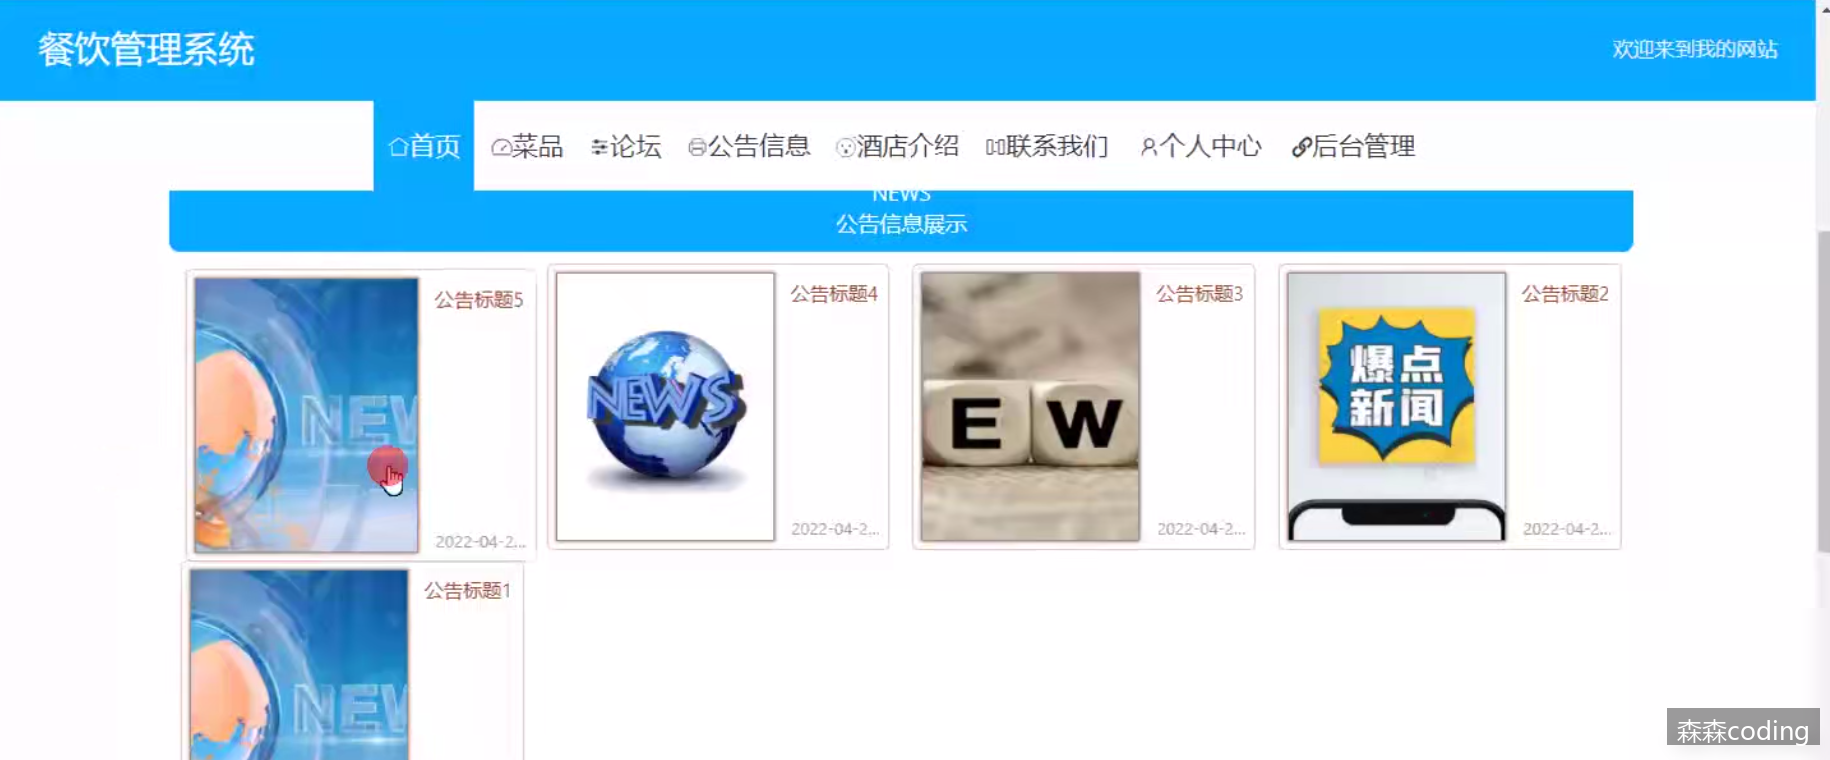 餐饮管理系统
欢迎来到我的网站
首页 菜品 论坛 公告信息 酒店介绍 联系我们 个人中心 后台管理
NEWS
公告信息展示
公告标题5
NEW
2022-04-2...
公告标题4
NEWS
2022-04-2...
公告标题3
E W
2022-04-2...
公告标题2
爆点
新闻
2022-04-2...
公告标题1
NEW
森森coding